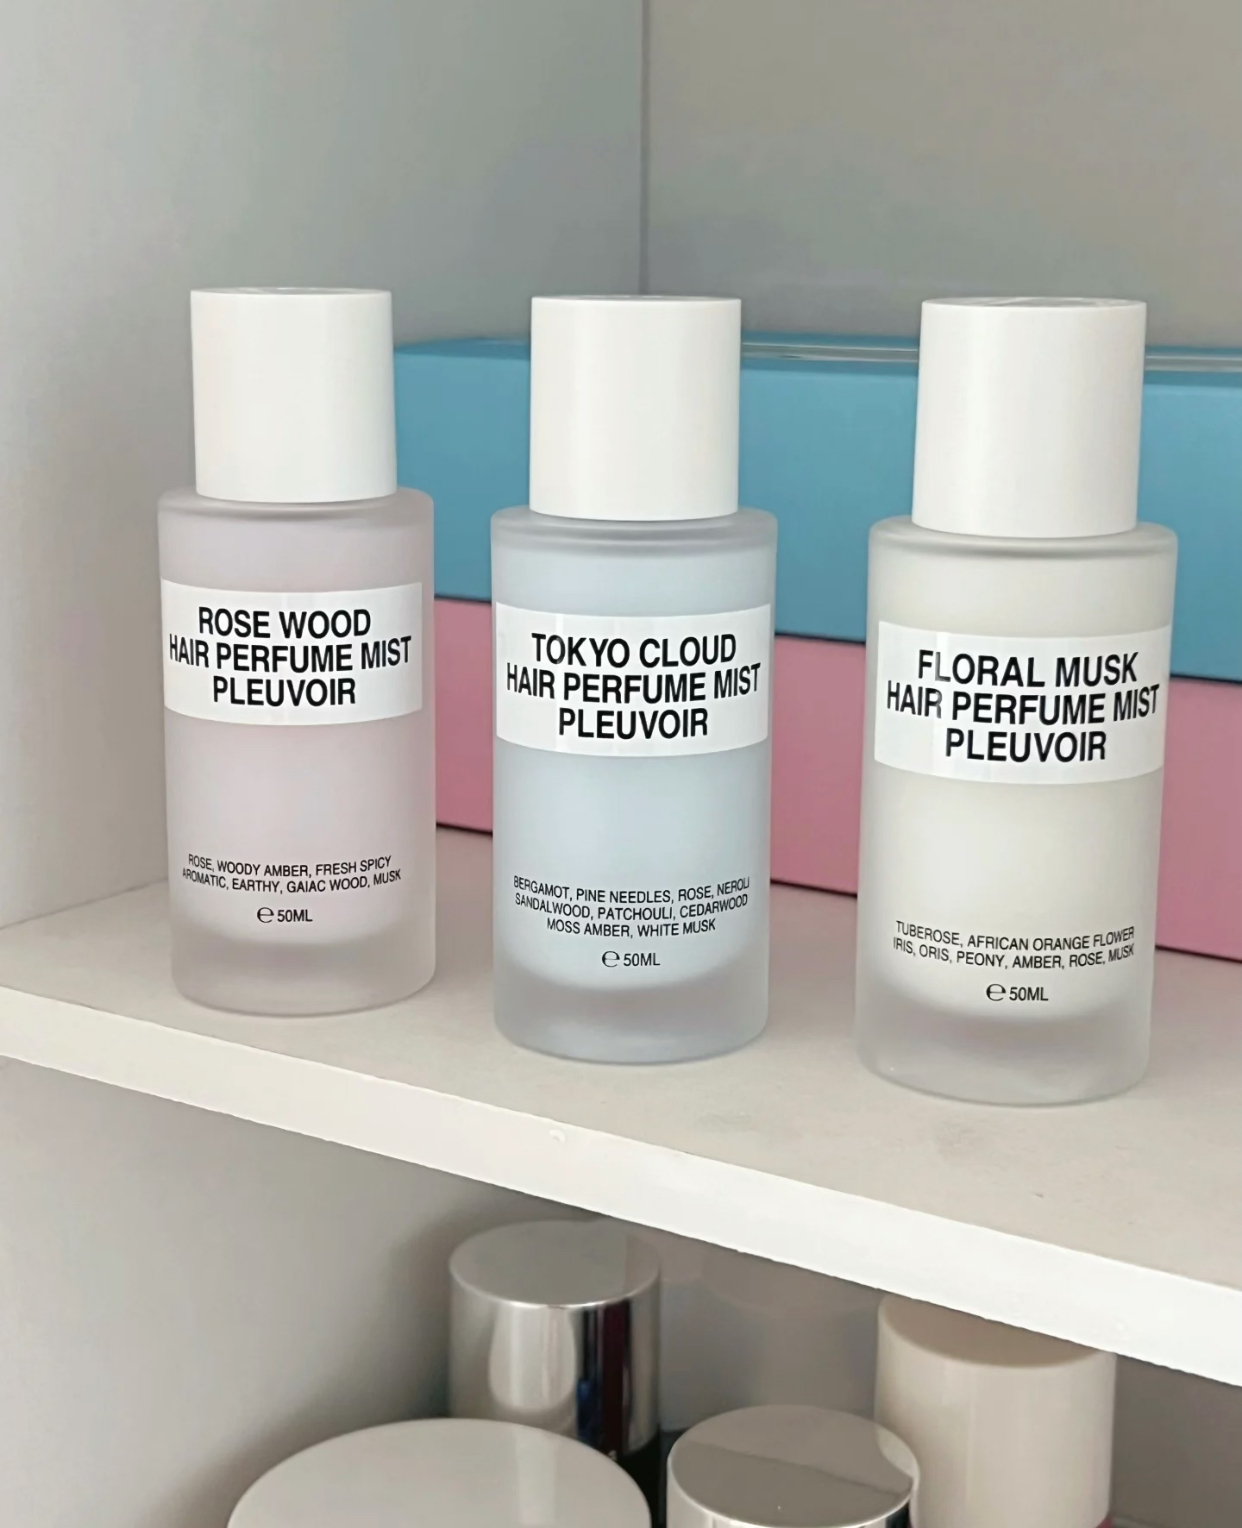 ROSE WOOD
HAIR PERFUME MIST
PLEUVOIR
ROSE, WOODY AMBER, FRESH SPICY
AROMATIC, EARTHY, GAIAC WOOD, MUSK
℮ 50ML
TOKYO CLOUD
HAIR PERFUME MIST
PLEUVOIR
BERGAMOT, PINE NEEDLES, ROSE, NEROLI
SANDALWOOD, PATCHOULI, CEDARWOOD
MOSS AMBER, WHITE MUSK
℮ 50ML
FLORAL MUSK
HAIR PERFUME MIST
PLEUVOIR
TUBEROSE, AFRICAN ORANGE FLOWER
IRIS, ORIS, PEONY, AMBER, ROSE, MUSK
℮ 50ML